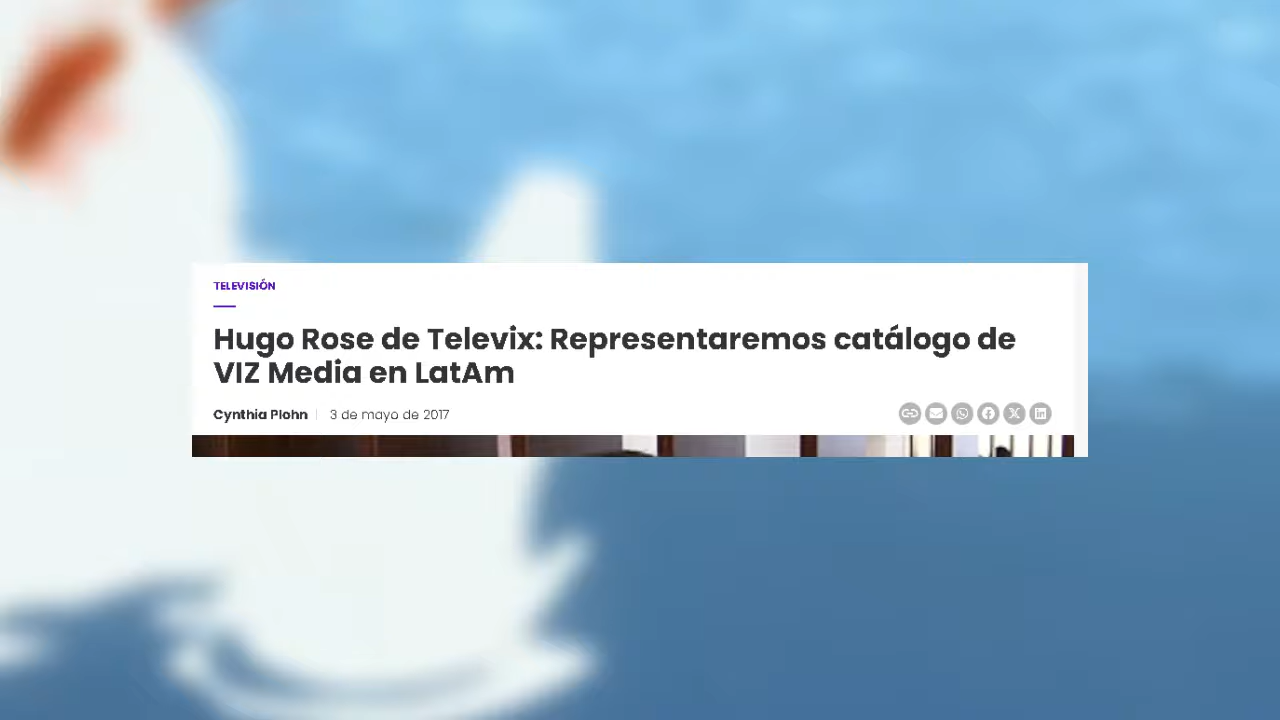 TELEVISIÓN
Hugo Rose de Televix: Representaremos catálogo de
VIZ Media en LatAm
Cynthia Plohn | 3 de mayo de 2017